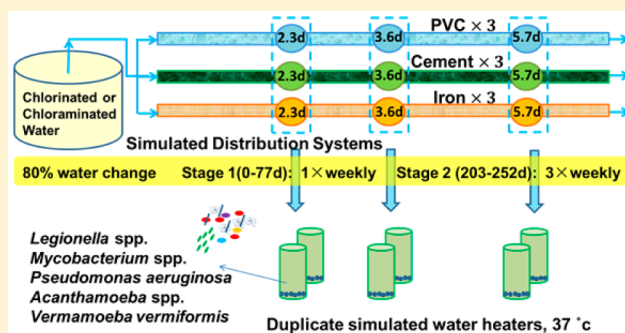 PVC × 3
2.3d 3.6d 5.7d
Cement × 3
2.3d 3.6d 5.7d
Iron × 3
2.3d 3.6d 5.7d
Chlorinated or
Chloraminated
Water
Simulated Distribution Systems
80% water change Stage 1(0-77d): 1×weekly Stage 2 (203-252d): 3×weekly
Legionella spp.
Mycobacterium spp.
Pseudomonas aeruginosa
Acanthamoeba spp.
Vermamoeba vermiformis
Duplicate simulated water heaters, 37 °c